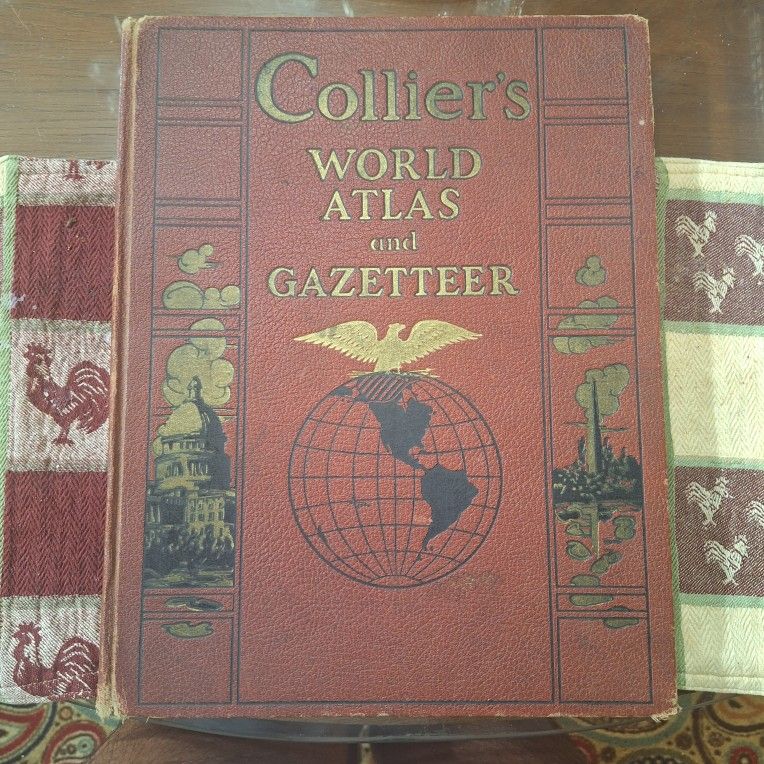 Collier's
WORLD
ATLAS
and
GAZETTEER